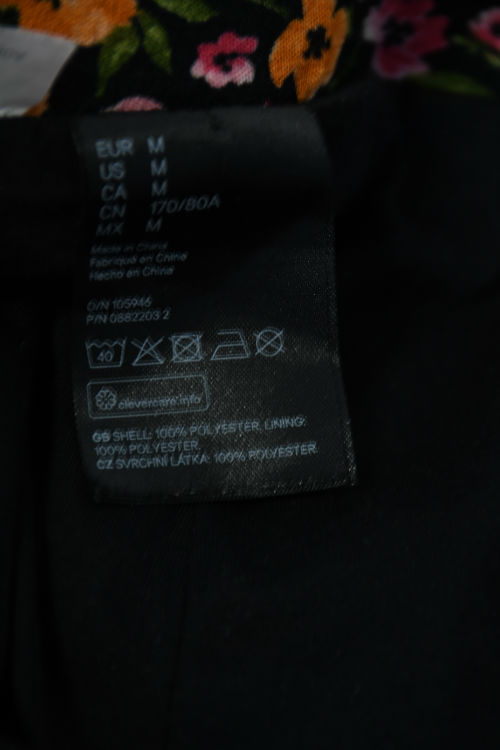 EUR M
US M
CA M
CN 170/80A
MX M
Made in China
Fabriqué en Chine
Hecho en China
O/N 105946
P/N 0882203 2
40
clevercare.info
GB SHELL: 100% POLYESTER. LINING:
100% POLYESTER.
CZ SVRCHNÍ LÁTKA: 100% POLYESTER.